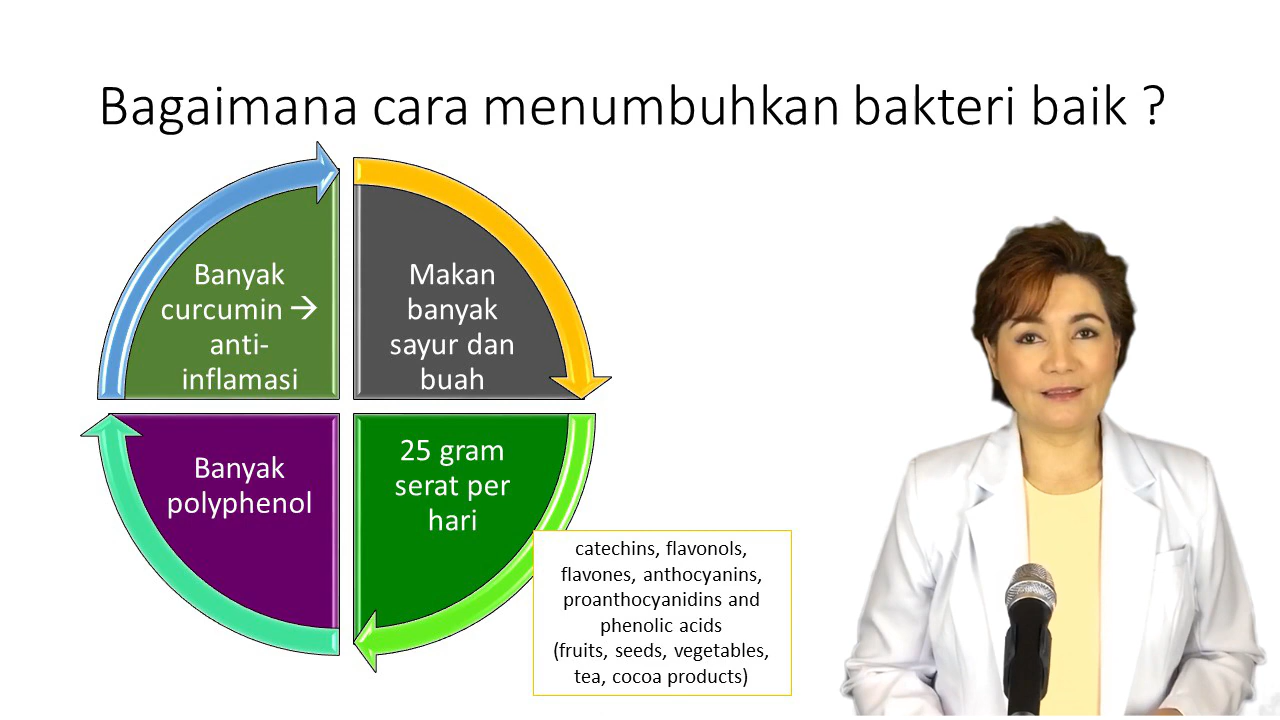 Bagaimana cara menumbuhkan bakteri baik ?
Banyak
curcumin →
anti-
inflamasi
Makan
banyak
sayur dan
buah
Banyak
polyphenol
25 gram
serat per
hari
catechins, flavonols,
flavones, anthocyanins,
proanthocyanidins and
phenolic acids
(fruits, seeds, vegetables,
tea, cocoa products)